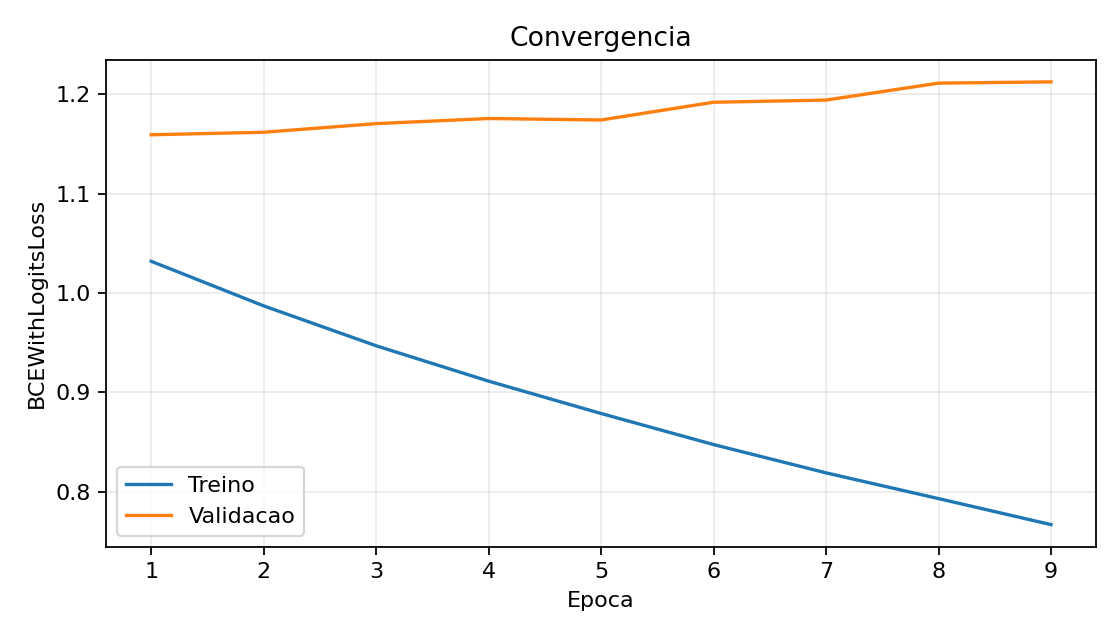 Convergencia
BCEWithLogitsLoss
1.2
1.1
1.0
0.9
0.8
Treino
Validacao
1 2 3 4 5 6 7 8 9
Epoca